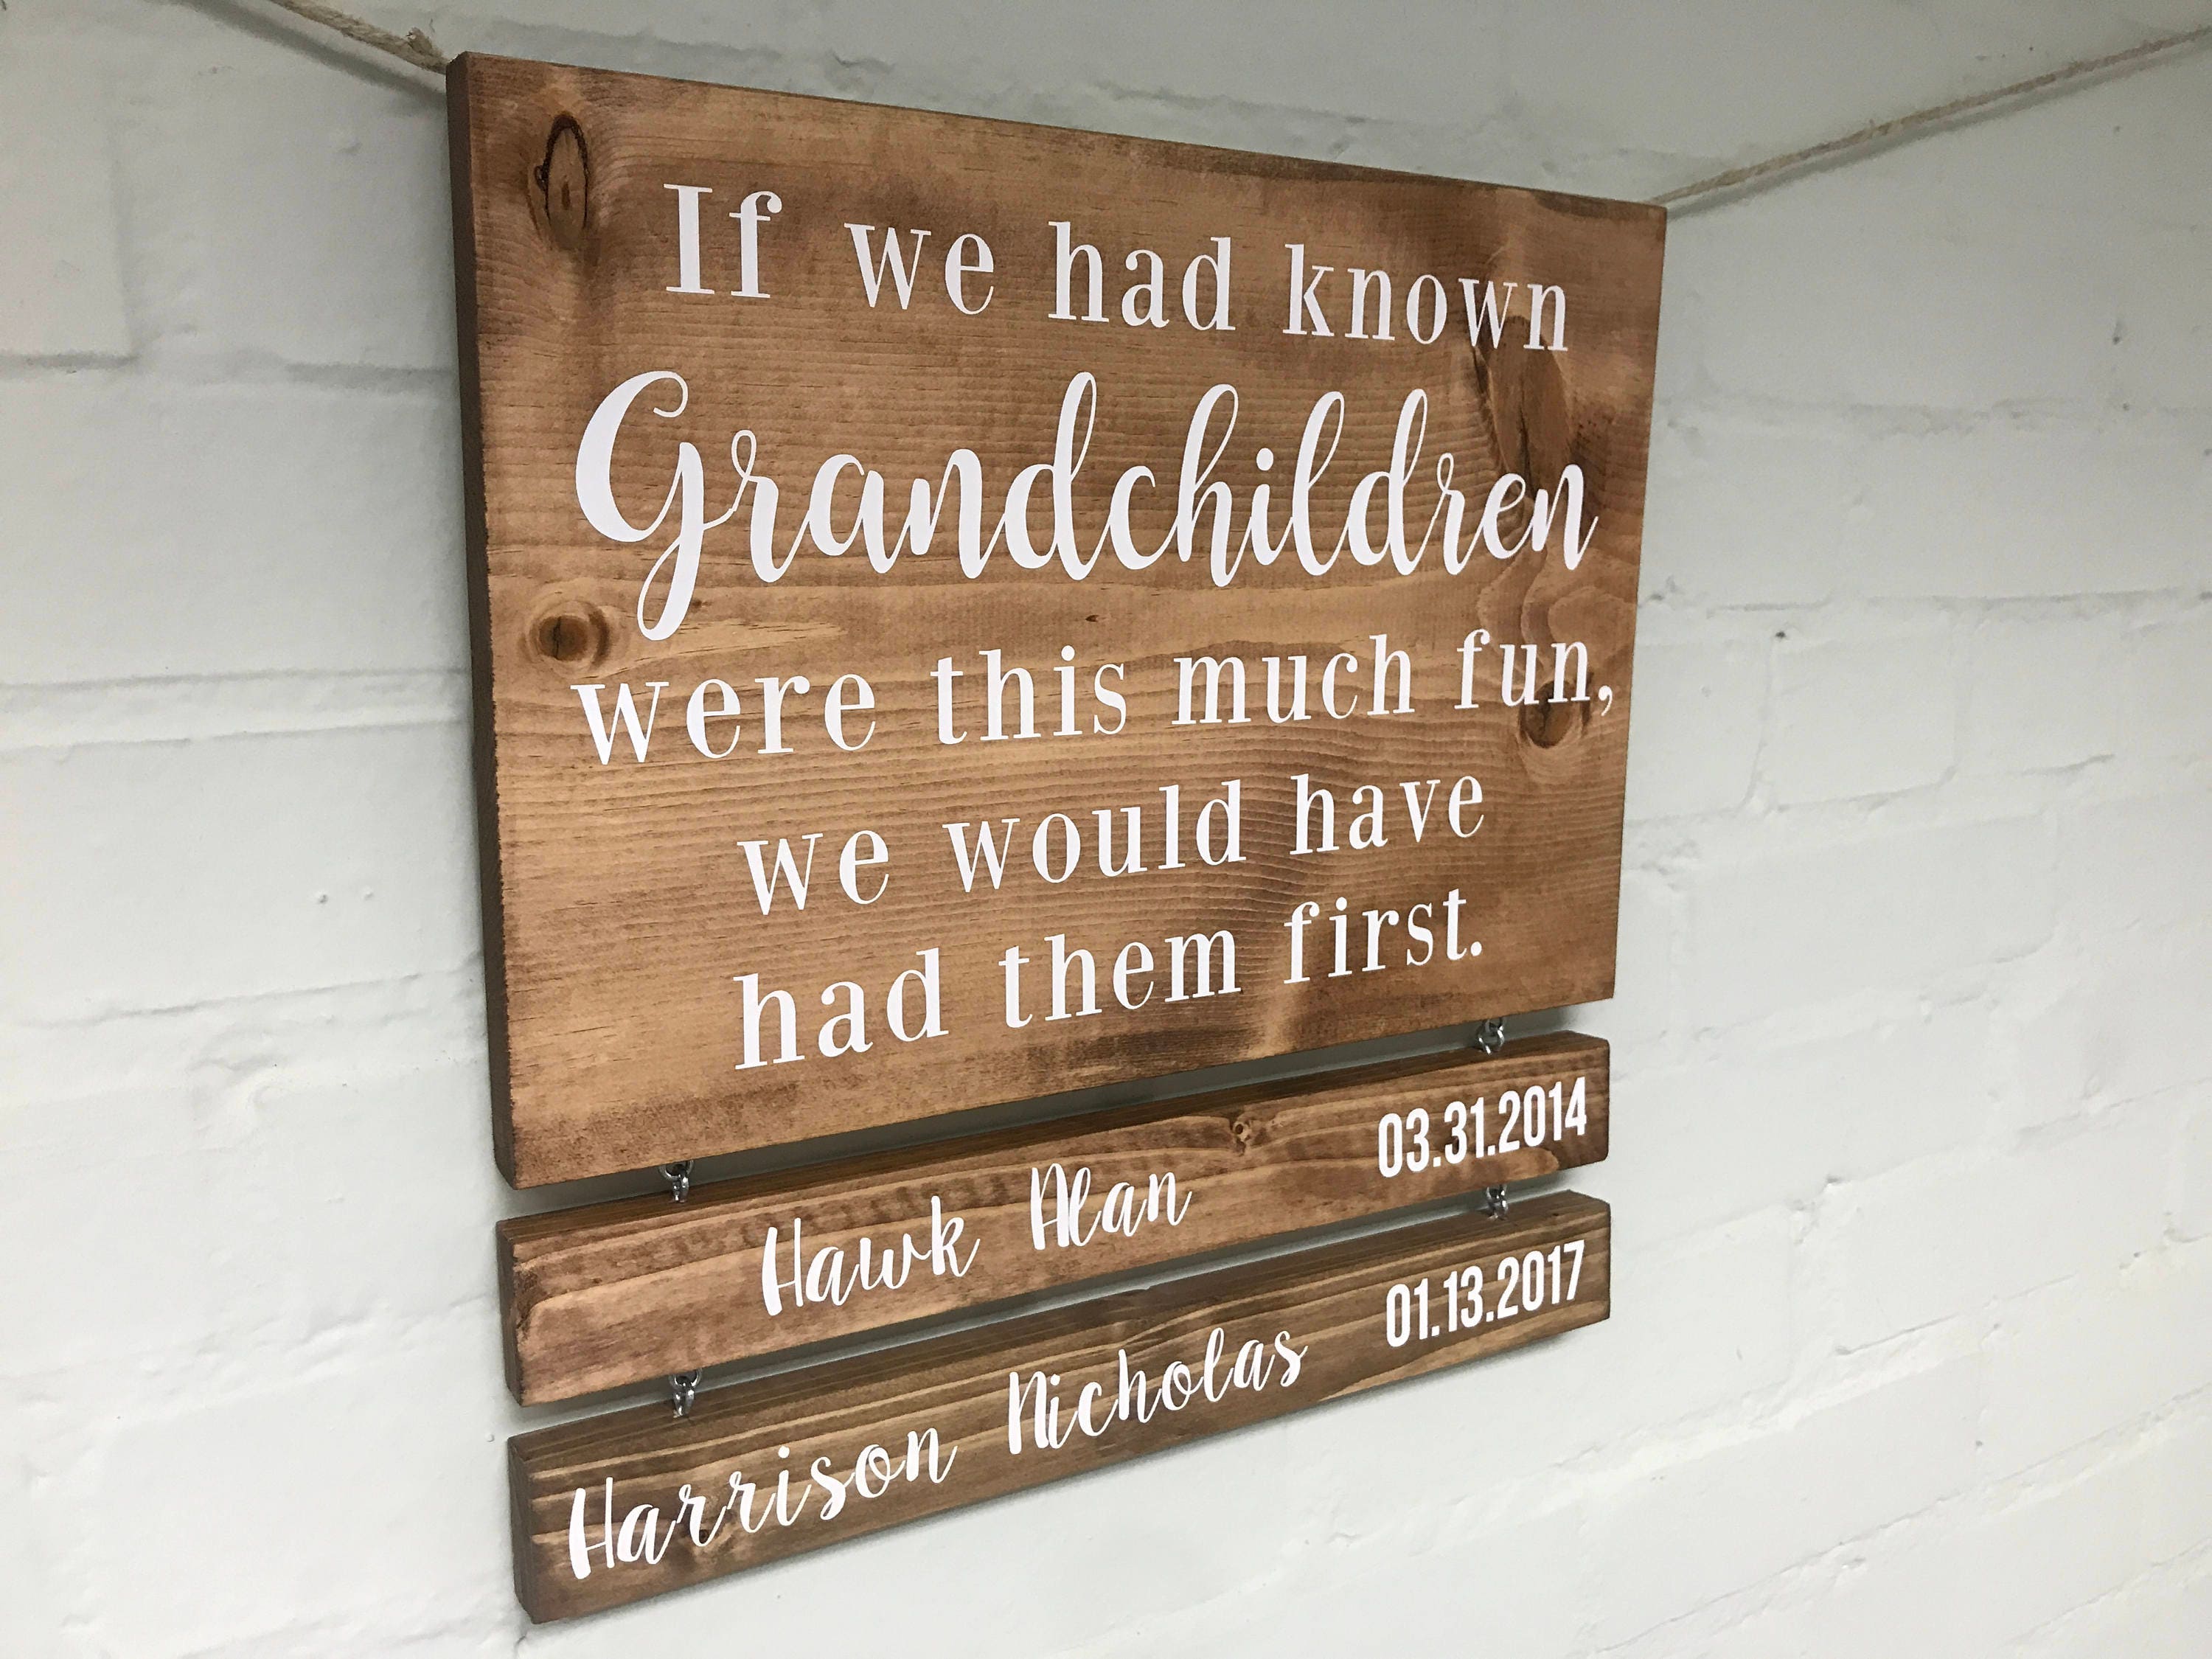 If we had known
Grandchildren
were this much fun,
we would have
had them first.
Hawk Alan 03.31.2014
Harrison Nicholas 01.13.2017